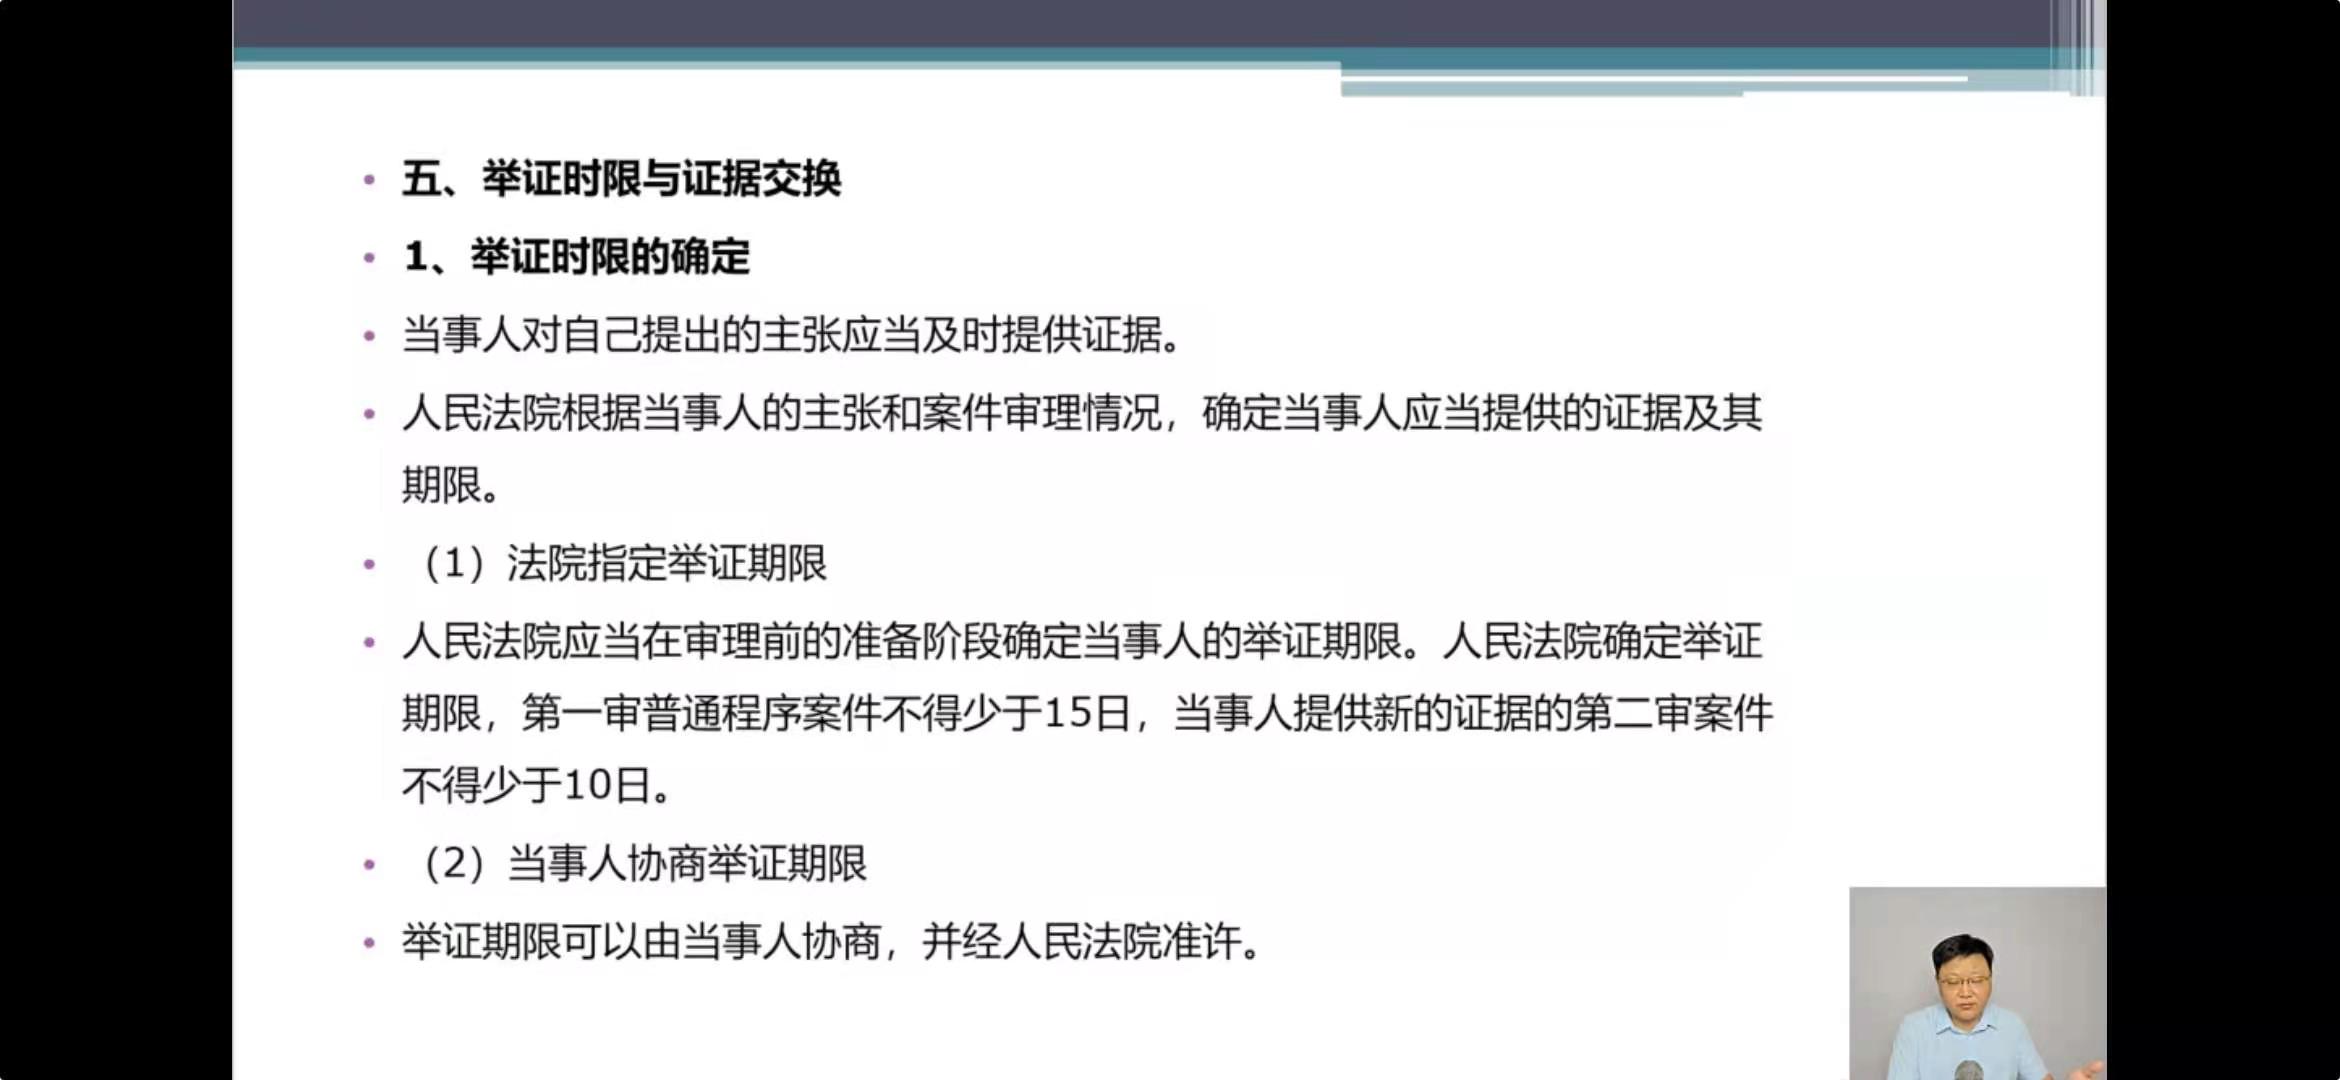 五、举证时限与证据交换
1、举证时限的确定
当事人对自己提出的主张应当及时提供证据。
人民法院根据当事人的主张和案件审理情况，确定当事人应当提供的证据及其
期限。
（1）法院指定举证期限
人民法院应当在审理前的准备阶段确定当事人的举证期限。人民法院确定举证
期限，第一审普通程序案件不得少于15日，当事人提供新的证据的第二审案件
不得少于10日。
（2）当事人协商举证期限
举证期限可以由当事人协商，并经人民法院准许。